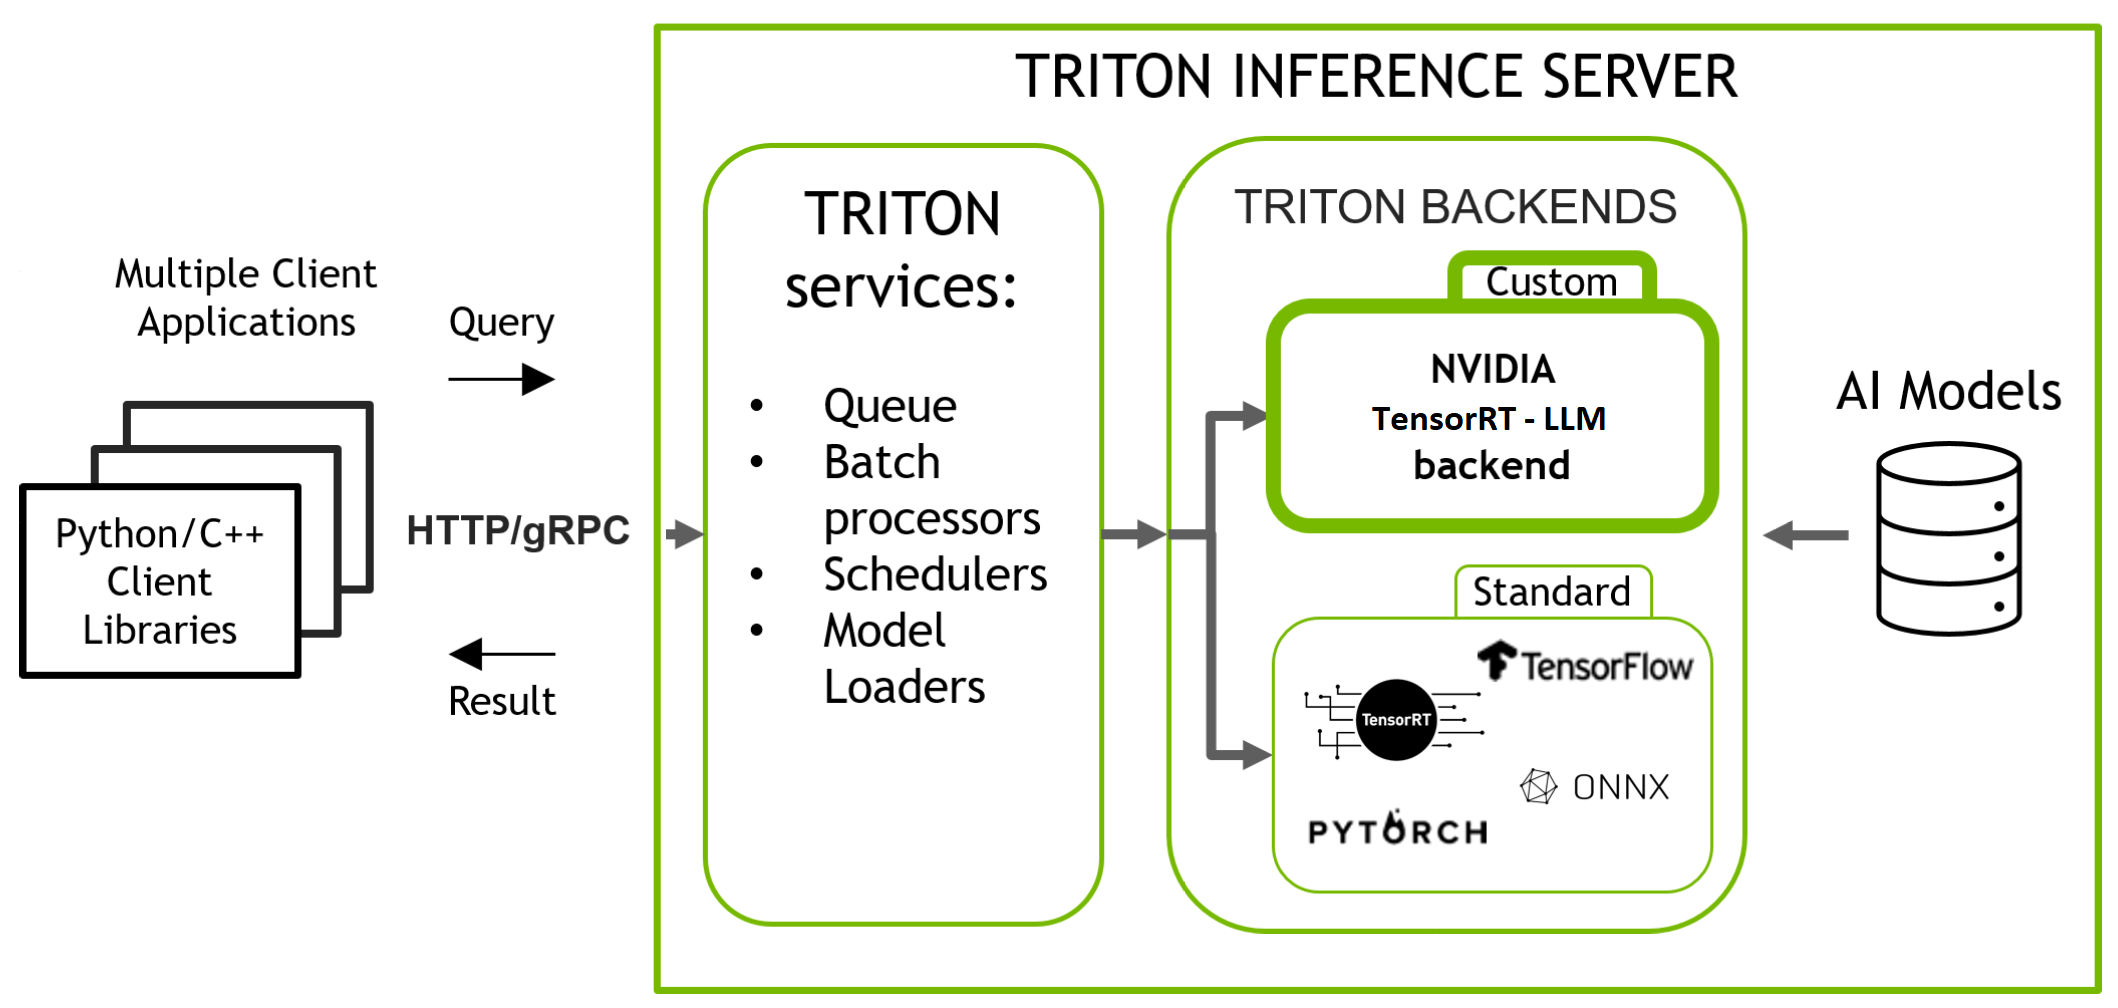 TRITON INFERENCE SERVER
Multiple Client
Applications
Query
Python/C++
Client
Libraries
HTTP/gRPC
Result
TRITON
services:
• Queue
• Batch
processors
• Schedulers
• Model
Loaders
TRITON BACKENDS
Custom
NVIDIA
TensorRT - LLM
backend
Standard
TensorFlow
TensorRT
ONNX
PYTORCH
AI Models